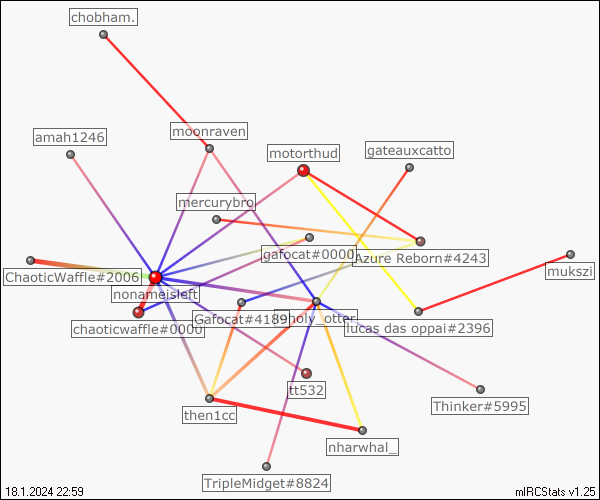 chobham.
amah1246
moonraven
motorthud
gateauxcatto
mercurybro
gafocat#0000
Azure Reborn#4243
mukszi
ChaoticWaffle#2006
nonameisleft
chaoticwaffle#0000
Gafocat#4189
holy_otter
lucas das oppai#2396
tt532
then1cc
Thinker#5995
nharwhal_
TripleMidget#8824
18.1.2024 22:59
mIRCStats v1.25